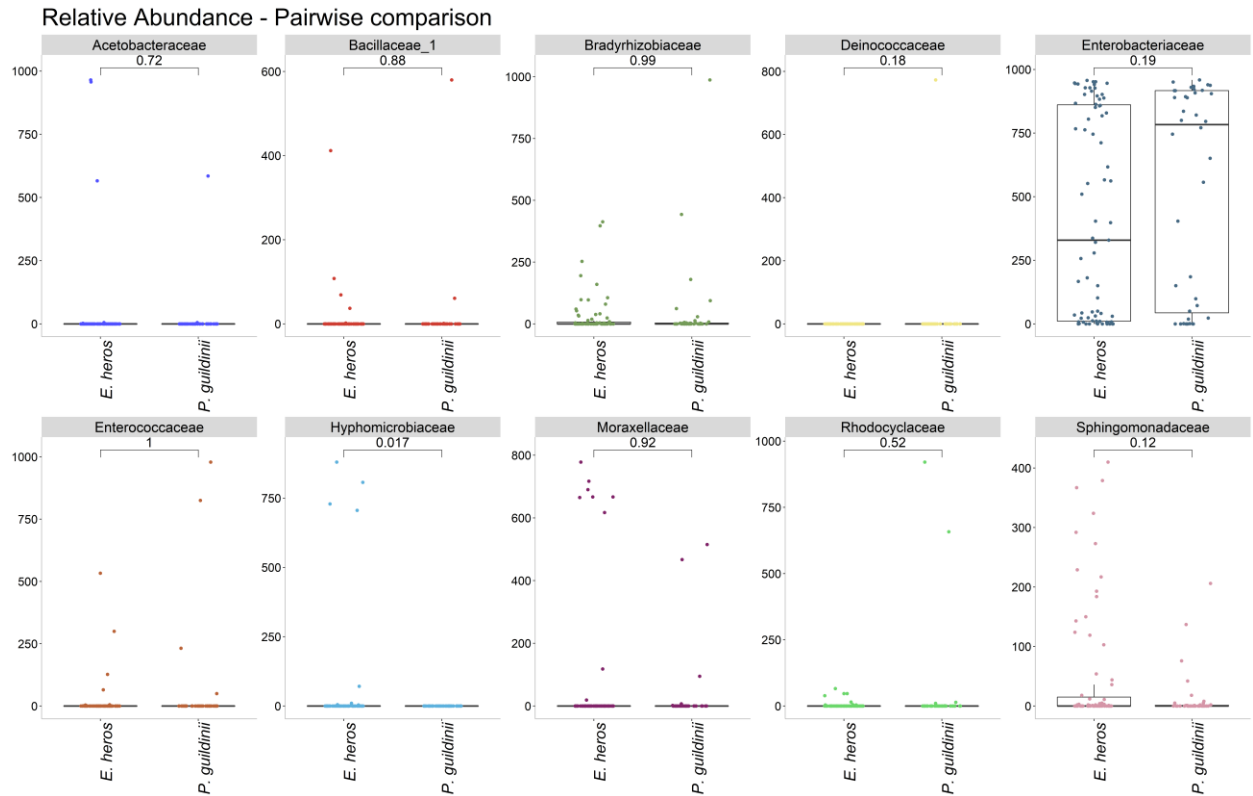 Relative Abundance - Pairwise comparison
Acetobacteraceae
0.72
1000
750
500
250
0
E. heros
P. guildinii
Bacillaceae_1
0.88
600
400
200
0
E. heros
P. guildinii
Bradyrhizobiaceae
0.99
1000
750
500
250
0
E. heros
P. guildinii
Deinococcaceae
0.18
800
600
400
200
0
E. heros
P. guildinii
Enterobacteriaceae
0.19
1000
750
500
250
0
E. heros
P. guildinii
Enterococcaceae
1
1000
750
500
250
0
E. heros
P. guildinii
Hyphomicrobiaceae
0.017
750
500
250
0
E. heros
P. guildinii
Moraxellaceae
0.92
800
600
400
200
0
E. heros
P. guildinii
Rhodocyclaceae
0.52
1000
750
500
250
0
E. heros
P. guildinii
Sphingomonadaceae
0.12
400
300
200
100
0
E. heros
P. guildinii